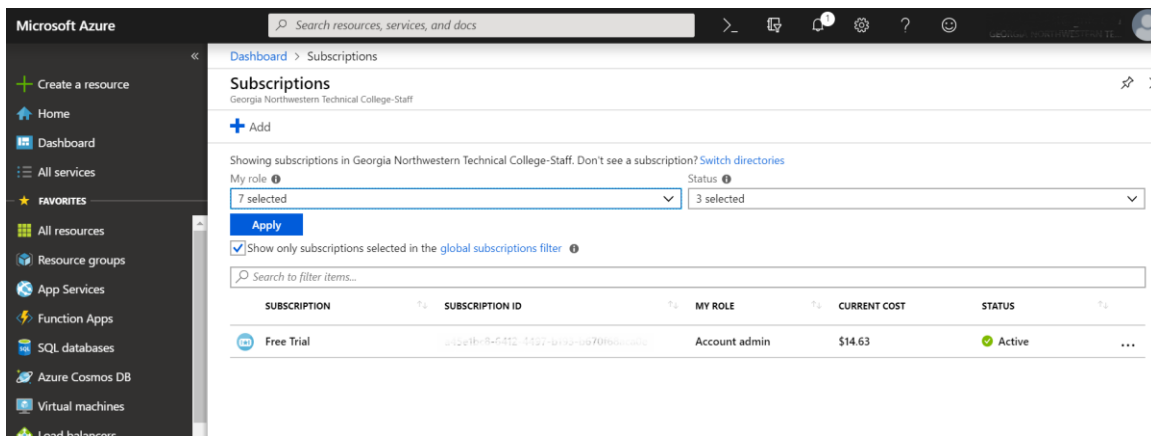 Microsoft Azure
Search resources, services, and docs
1
«
Create a resource
Home
Dashboard
All services
FAVORITES
All resources
Resource groups
App Services
Function Apps
SQL databases
Azure Cosmos DB
Virtual machines
Load balancers
Dashboard > Subscriptions
Subscriptions
Georgia Northwestern Technical College-Staff
Add
Showing subscriptions in Georgia Northwestern Technical College-Staff. Don't see a subscription? Switch directories
My role Status
7 selected 3 selected
Apply
Show only subscriptions selected in the global subscriptions filter
Search to filter items...
SUBSCRIPTION SUBSCRIPTION ID MY ROLE CURRENT COST STATUS
Free Trial Account admin $14.63 Active ...